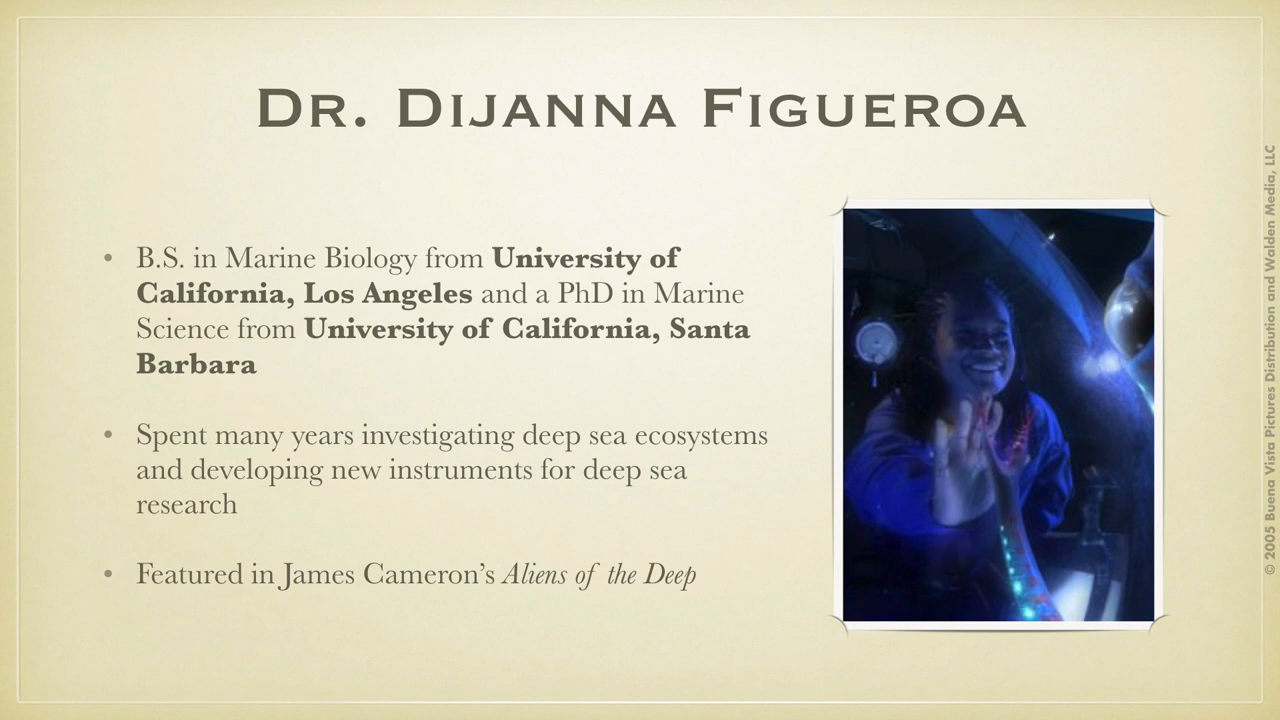 Dr. Dijanna Figueroa
• B.S. in Marine Biology from University of
California, Los Angeles and a PhD in Marine
Science from University of California, Santa
Barbara
• Spent many years investigating deep sea ecosystems
and developing new instruments for deep sea
research
• Featured in James Cameron’s Aliens of the Deep
© 2005 Buena Vista Pictures Distribution and Walden Media, LLC